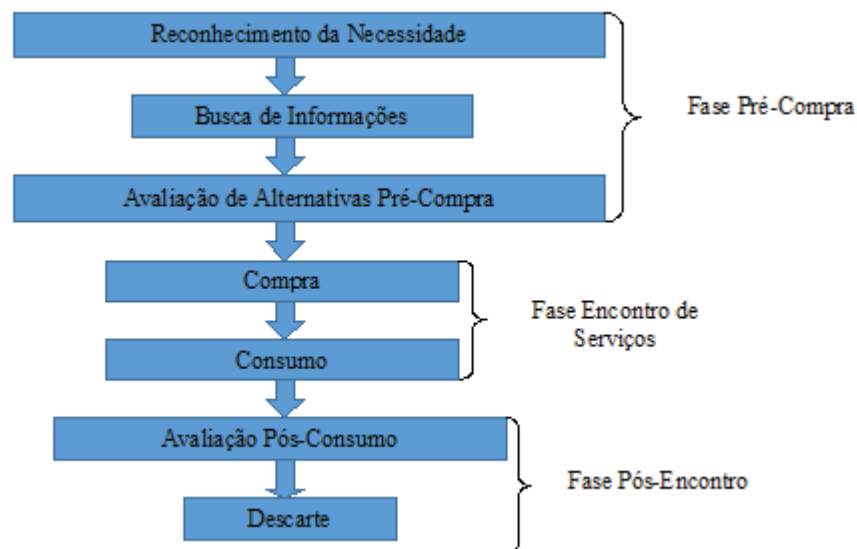 Reconhecimento da Necessidade
Busca de Informações
Avaliação de Alternativas Pré-Compra
Fase Pré-Compra
Compra
Consumo
Fase Encontro de
Serviços
Avaliação Pós-Consumo
Descarte
Fase Pós-Encontro